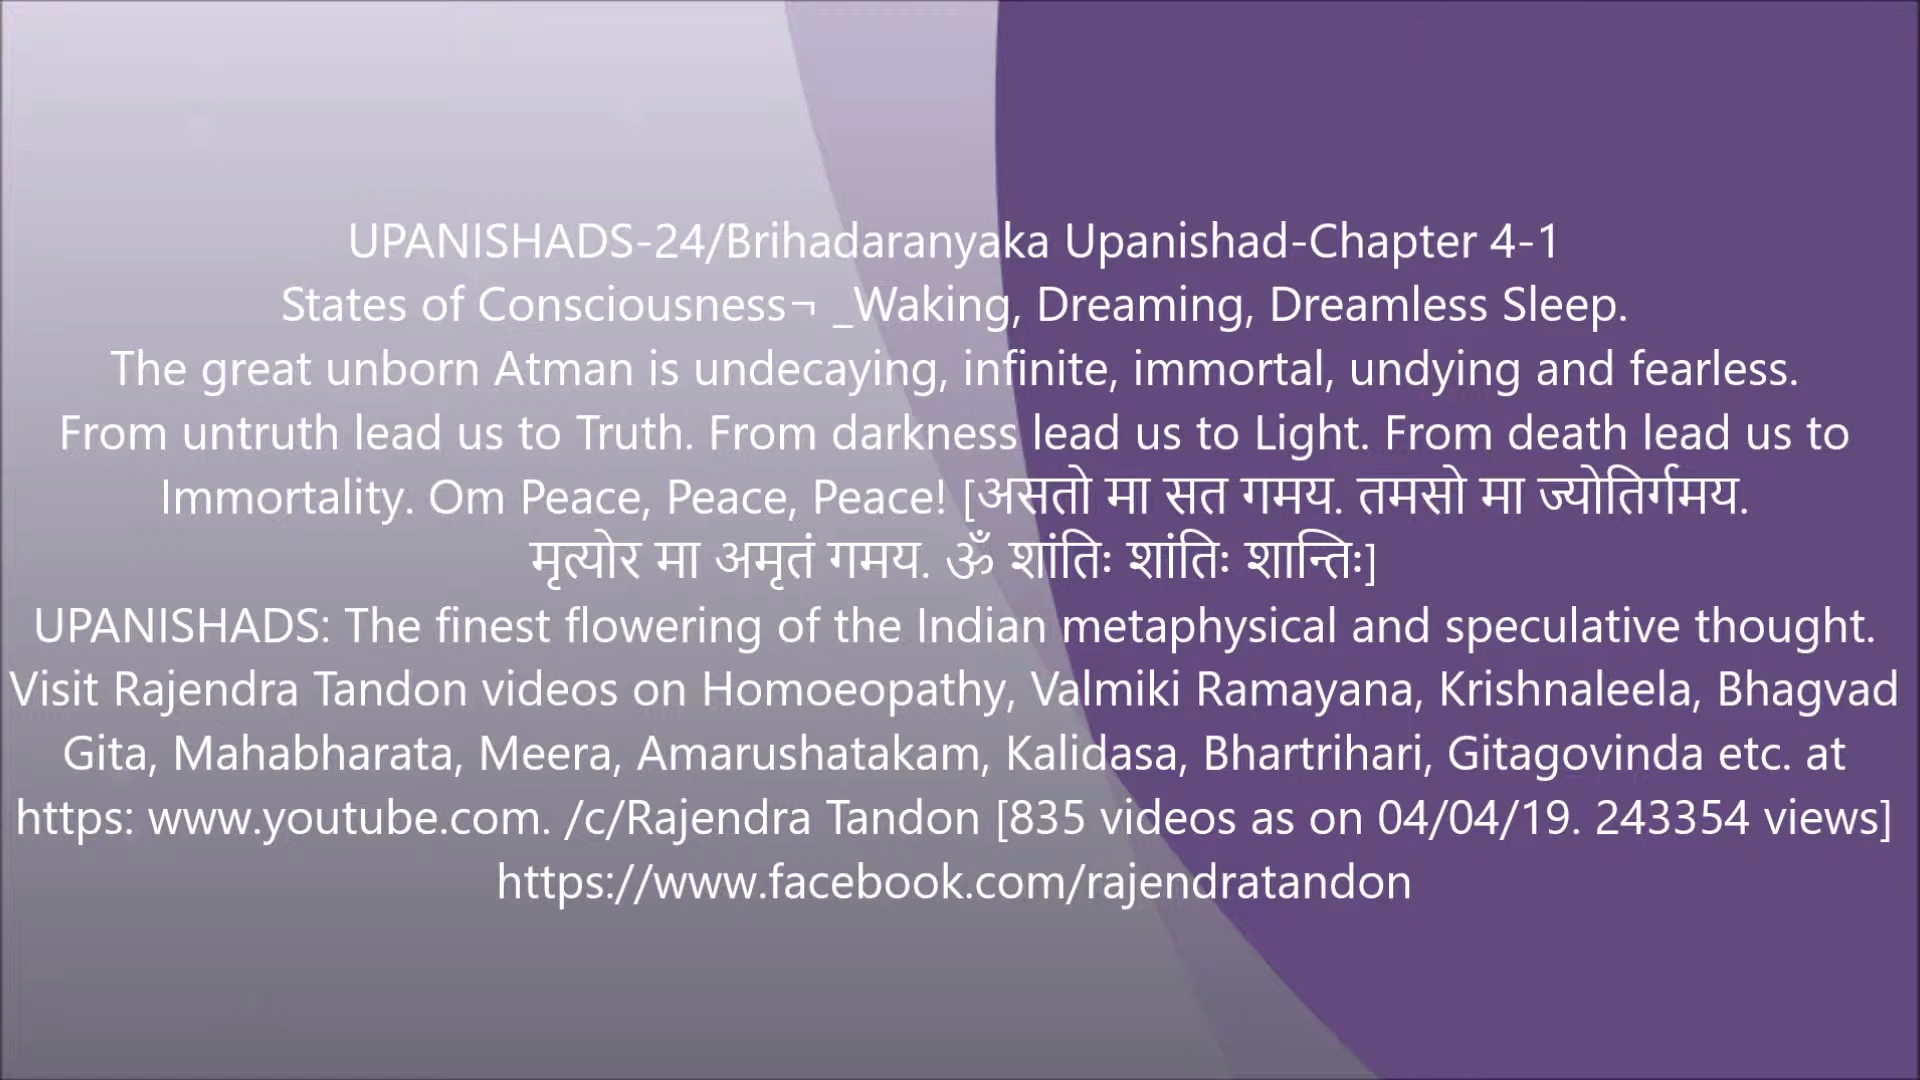 UPANISHADS-24/Brihadaranyaka Upanishad-Chapter 4-1
States of Consciousness¬ _Waking, Dreaming, Dreamless Sleep.
The great unborn Atman is undecaying, infinite, immortal, undying and fearless.
From untruth lead us to Truth. From darkness lead us to Light. From death lead us to
Immortality. Om Peace, Peace, Peace! [असतो मा सत गमय. तमसो मा ज्योतिर्गमय.
मृत्योर मा अमृतं गमय. ॐ शांतिः शांतिः शान्तिः]
UPANISHADS: The finest flowering of the Indian metaphysical and speculative thought.
Visit Rajendra Tandon videos on Homoeopathy, Valmiki Ramayana, Krishnaleela, Bhagvad
Gita, Mahabharata, Meera, Amarushatakam, Kalidasa, Bhartrihari, Gitagovinda etc. at
https: www.youtube.com. /c/Rajendra Tandon [835 videos as on 04/04/19. 243354 views]
https://www.facebook.com/rajendratandon